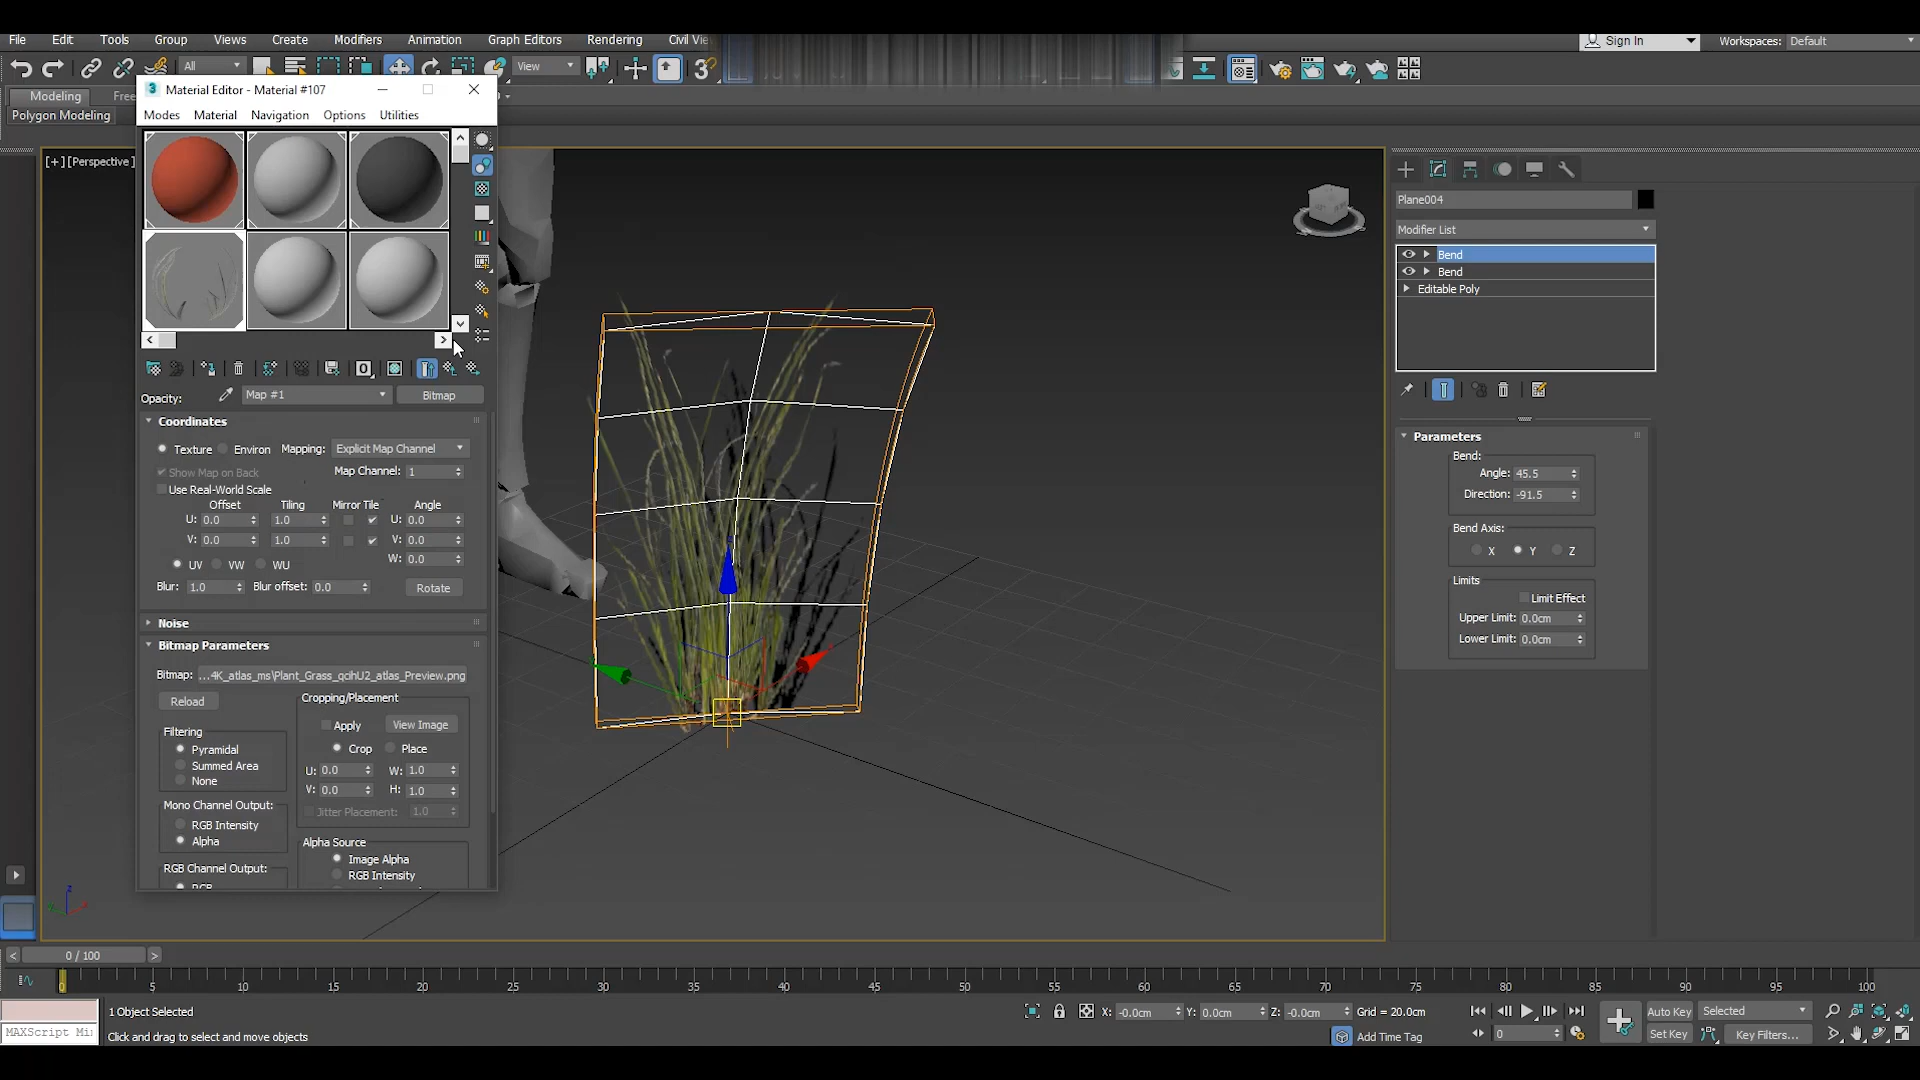 File Edit Tools Group Views Create Modifiers Animation Graph Editors Rendering Civil Vie
Sign In Workspaces: Default
All View
Modeling Free
Polygon Modeling
3 Material Editor - Material #107
Modes Material Navigation Options Utilities
[+][Perspective]
Opacity: Map #1 Bitmap
Coordinates
Texture Environ Mapping: Explicit Map Channel
Show Map on Back Map Channel: 1
Use Real-World Scale
Offset Tiling Mirror Tile Angle
U: 0.0 1.0 U: 0.0
V: 0.0 1.0 V: 0.0
W: 0.0
UV VW WU
Blur: 1.0 Blur offset: 0.0 Rotate
Noise
Bitmap Parameters
Bitmap: ...4K_atlas_ms\Plant_Grass_qcihU2_atlas_Preview.png
Reload
Cropping/Placement
Apply View Image
Crop Place
U: 0.0 W: 1.0
V: 0.0 H: 1.0
Jitter Placement: 1.0
Filtering
Pyramidal
Summed Area
None
Mono Channel Output:
RGB Intensity
Alpha
RGB Channel Output:
RGB
Alpha Source
Image Alpha
RGB Intensity
Plane004
Modifier List
Bend
Bend
Editable Poly
Parameters
Bend:
Angle: 45.5
Direction: -91.5
Bend Axis:
X Y Z
Limits
Limit Effect
Upper Limit: 0.0cm
Lower Limit: 0.0cm
z
< 0 / 100 >
0 5 10 15 20 25 30 35 40 45 50 55 60 65 70 75 80 85 90 95 100
MAXScript Mi
1 Object Selected
Click and drag to select and move objects
X: -0.0cm Y: 0.0cm Z: -0.0cm Grid = 20.0cm
Add Time Tag
0
Auto Key Selected
Set Key Key Filters...